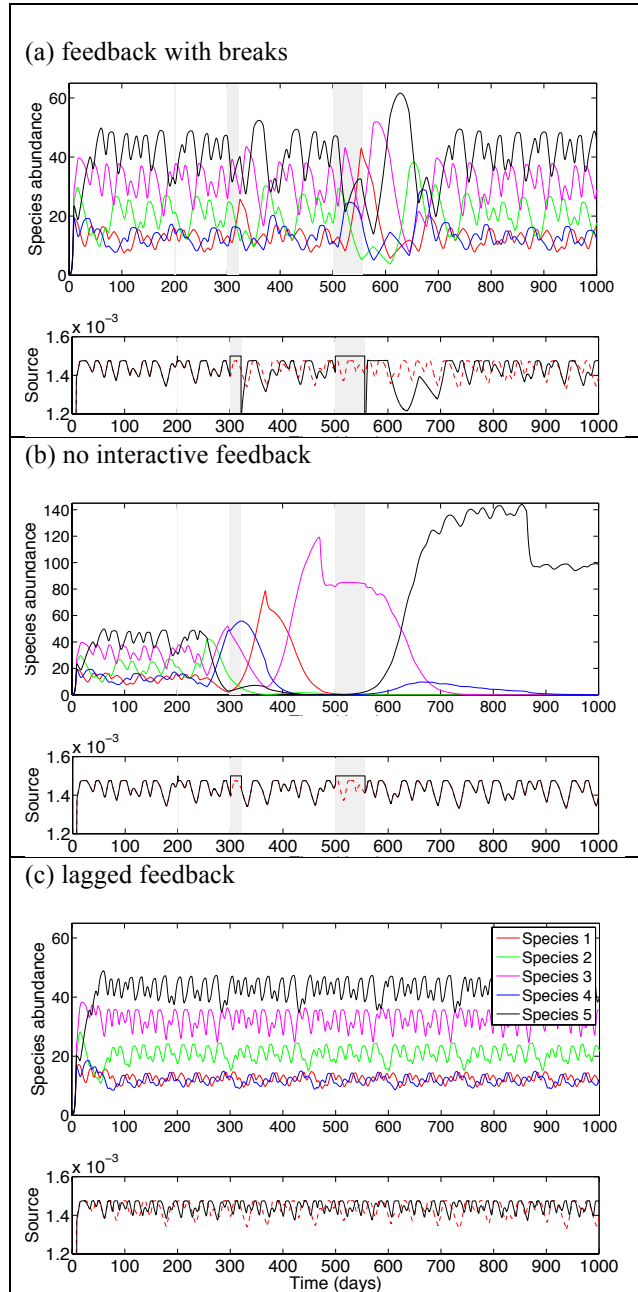 (a) feedback with breaks
60
40
20
0
Species abundance
0 100 200 300 400 500 600 700 800 900 1000
x 10^-3
1.6
1.4
1.2
Source
0 100 200 300 400 500 600 700 800 900 1000
(b) no interactive feedback
140
120
100
80
60
40
20
0
Species abundance
0 100 200 300 400 500 600 700 800 900 1000
x 10^-3
1.6
1.4
1.2
Source
0 100 200 300 400 500 600 700 800 900 1000
(c) lagged feedback
60
40
20
0
Species abundance
Species 1
Species 2
Species 3
Species 4
Species 5
0 100 200 300 400 500 600 700 800 900 1000
x 10^-3
1.6
1.4
1.2
Source
0 100 200 300 400 500 600 700 800 900 1000
Time (days)